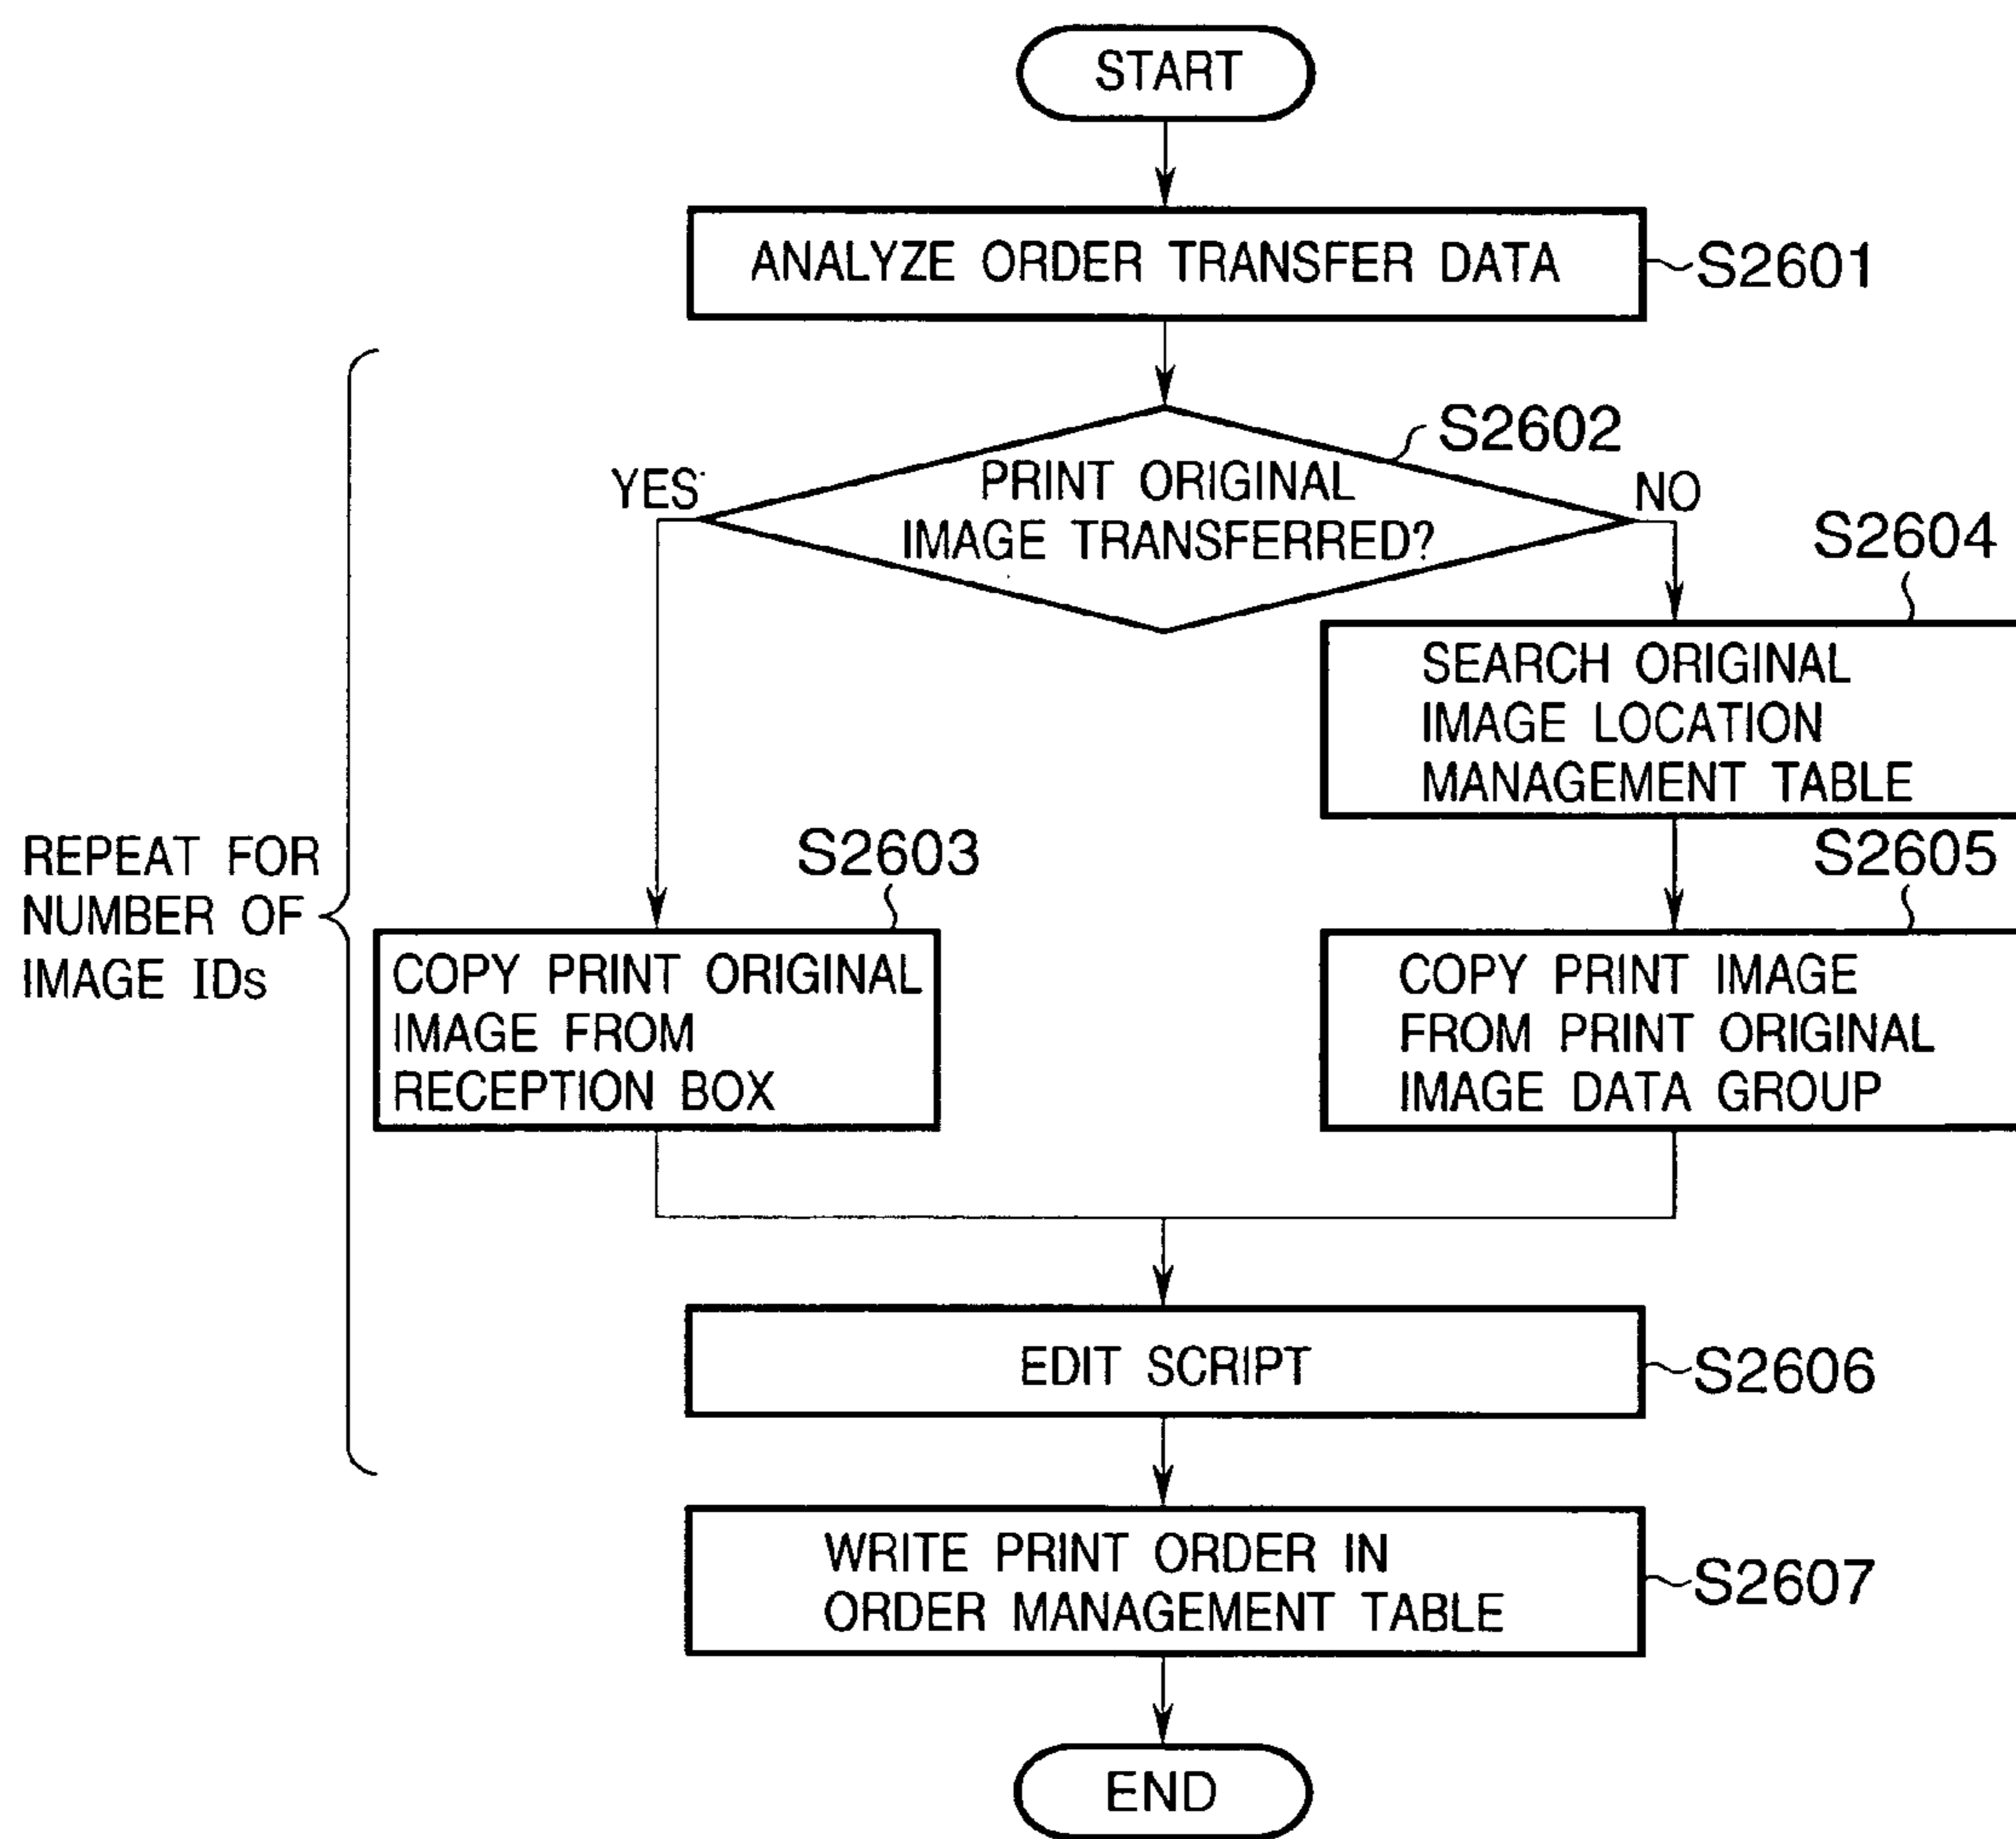 START
ANALYZE ORDER TRANSFER DATA
S2601
S2602
YES
PRINT ORIGINAL
IMAGE TRANSFERRED?
NO
S2604
SEARCH ORIGINAL
IMAGE LOCATION
MANAGEMENT TABLE
REPEAT FOR
NUMBER OF
IMAGE IDs
S2603
COPY PRINT ORIGINAL
IMAGE FROM
RECEPTION BOX
S2605
COPY PRINT IMAGE
FROM PRINT ORIGINAL
IMAGE DATA GROUP
EDIT SCRIPT
S2606
WRITE PRINT ORDER IN
ORDER MANAGEMENT TABLE
S2607
END